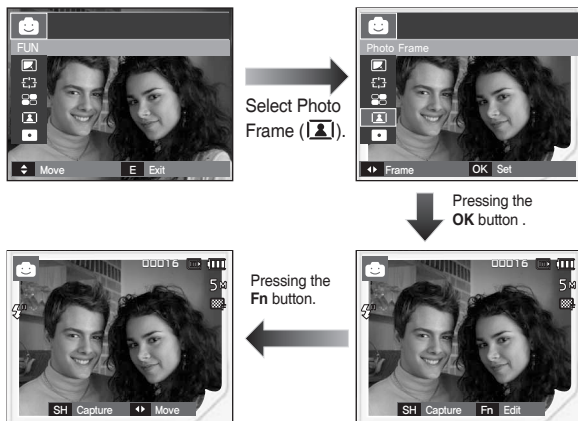 FUN
Move E Exit
Select Photo
Frame ( ).
Photo Frame
Frame OK Set
Pressing the
OK button .
00016
5M
SH Capture Fn Edit
Pressing the
Fn button.
00016
5M
SH Capture Move